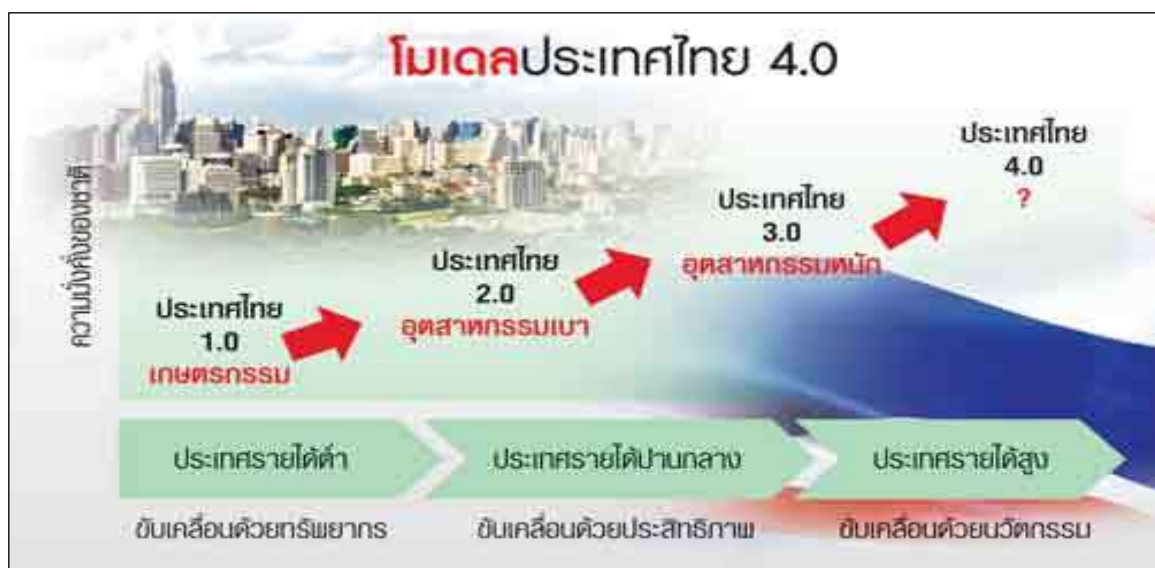 โมเดลประเทศไทย 4.0
ความมั่งคั่งของชาติ
ประเทศไทย
1.0
เกษตรกรรม
ประเทศไทย
2.0
อุตสาหกรรมเบา
ประเทศไทย
3.0
อุตสาหกรรมหนัก
ประเทศไทย
4.0
?
ประเทศรายได้ต่ำ
ประเทศรายได้ปานกลาง
ประเทศรายได้สูง
ขับเคลื่อนด้วยทรัพยากร
ขับเคลื่อนด้วยประสิทธิภาพ
ขับเคลื่อนด้วยนวัตกรรม